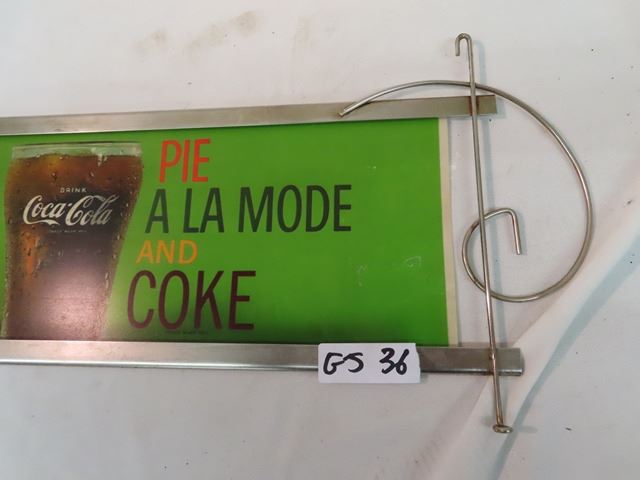 PIE
A LA MODE
AND
COKE
DRINK
Coca-Cola
GS 36